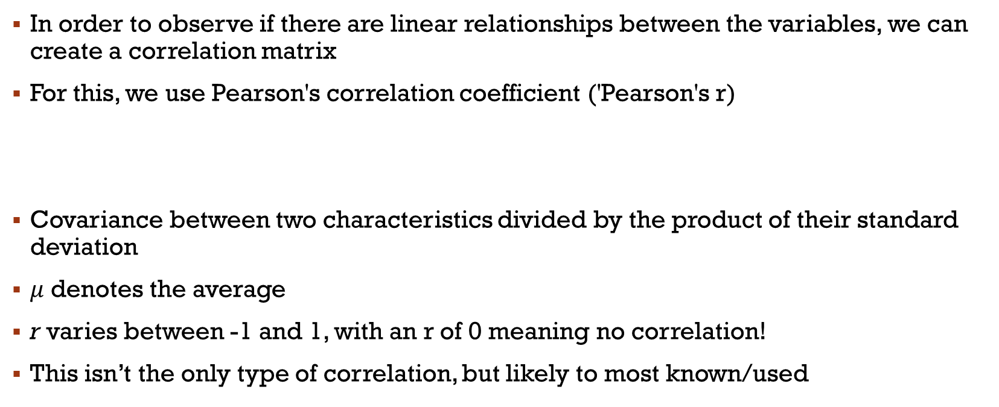 ▪ In order to observe if there are linear relationships between the variables, we can
create a correlation matrix
▪ For this, we use Pearson's correlation coefficient ('Pearson's r)
▪ Covariance between two characteristics divided by the product of their standard
deviation
▪ μ denotes the average
▪ r varies between -1 and 1, with an r of 0 meaning no correlation!
▪ This isn’t the only type of correlation, but likely to most known/used